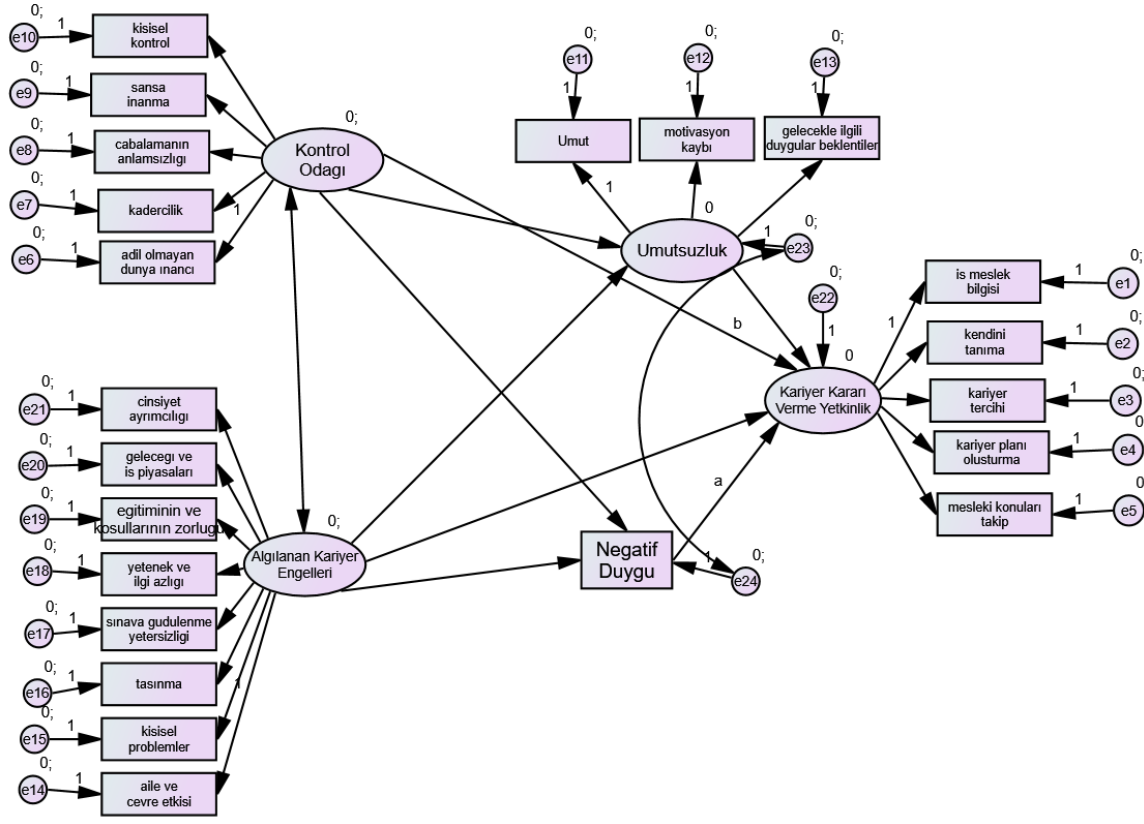 0;
e10
1
kisisel
kontrol
0;
e9
1
sansa
inanma
0;
e8
1
cabalamanın
anlamsızlıgı
0;
e7
1
kadercilik
1
0;
e6
1
adil olmayan
dunya ınancı
0;
Kontrol
Odagı
0;
e11
1
Umut
0;
e12
1
motivasyon
kaybı
0;
e13
1
gelecekle ilgili
duygular beklentiler
1
0
Umutsuzluk
1
0;
e23
0;
e22
1
0
Kariyer Kararı
Verme Yetkinlik
b
a
1
is meslek
bilgisi
1
0;
e1
kendini
tanıma
1
0;
e2
kariyer
tercihi
1
0;
e3
kariyer planı
olusturma
1
0
e4
mesleki konuları
takip
1
0
e5
0;
e21
1
cinsiyet
ayrımcılıgı
0;
e20
1
gelecegı ve
is piyasaları
0;
e19
1
egitiminin ve
kosullarının zorlugu
0;
e18
1
yetenek ve
ilgi azlıgı
0;
e17
1
sınava gudulenme
yetersizligi
0;
e16
1
tasınma
1
0;
e15
1
kisisel
problemler
0;
e14
1
aile ve
cevre etkisi
0;
Algılanan Kariyer
Engelleri
Negatif
Duygu
1
0;
e24